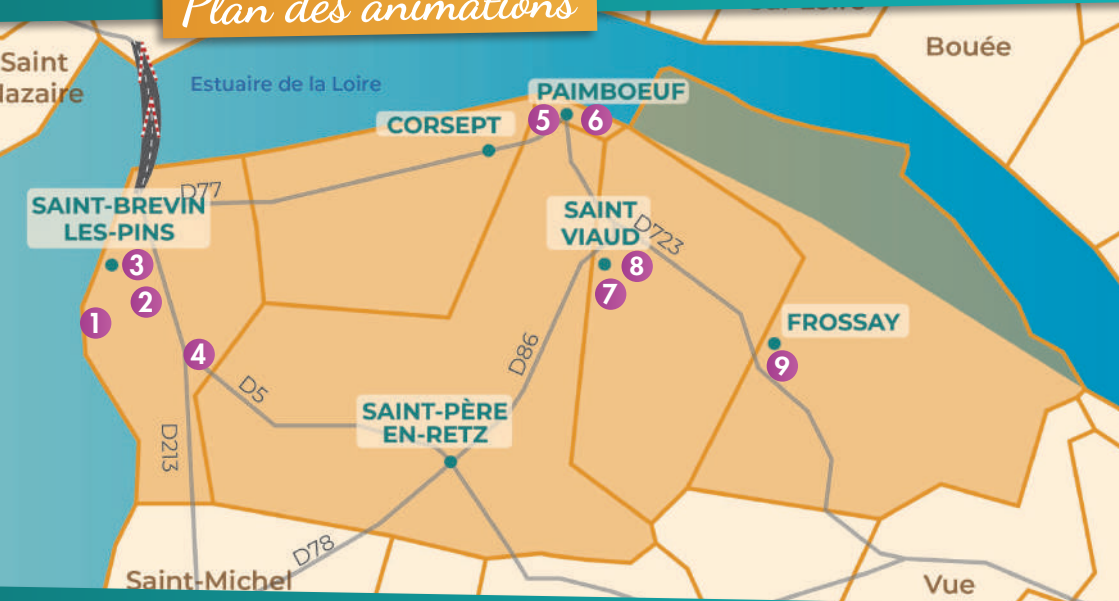 Plan des animations
Bouée
Saint
Estuaire de la Loire
PAIMBOEUF
5
6
CORSEPT
D77
SAINT-BREVIN
LES-PINS
3
2
1
4
SAINT
VIAUD
D723
8
7
FROSSAY
9
D86
D5
SAINT-PÈRE
EN-RETZ
D213
D78
Saint-Michel
Vue